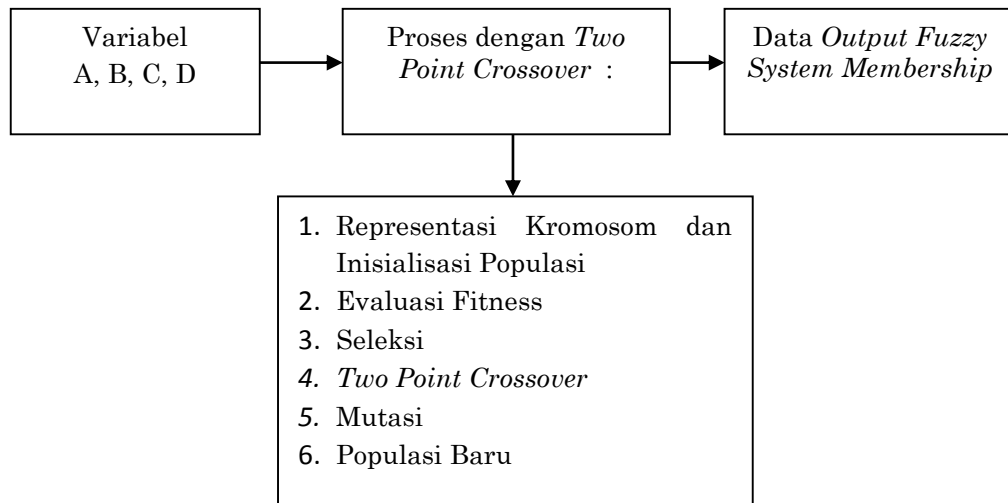 Variabel
A, B, C, D
Proses dengan Two
Point Crossover :
Data Output Fuzzy
System Membership
1. Representasi Kromosom dan
Inisialisasi Populasi
2. Evaluasi Fitness
3. Seleksi
4. Two Point Crossover
5. Mutasi
6. Populasi Baru